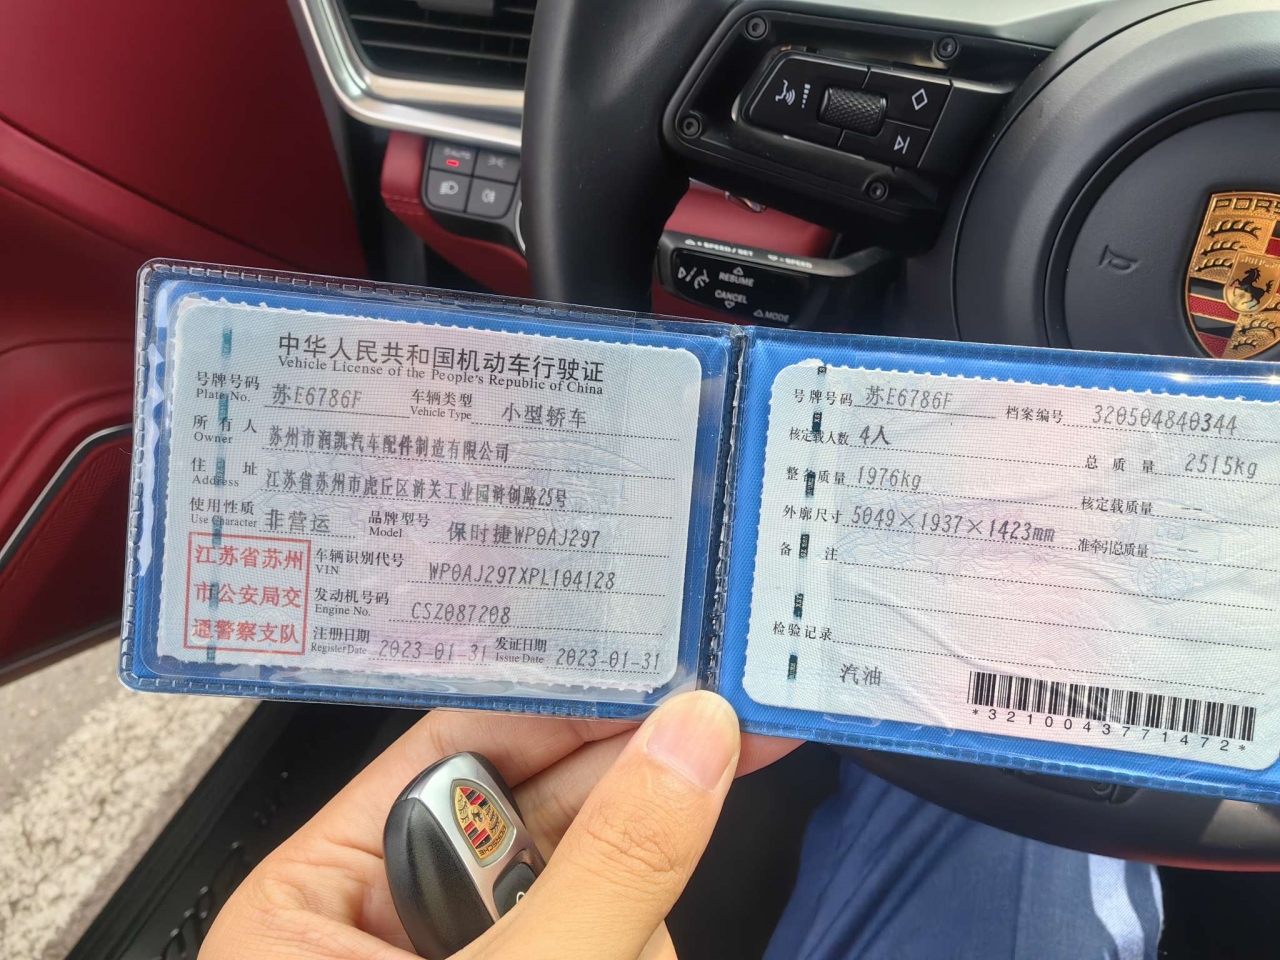 + SPEED / SET
- SPEED
RESUME
CANCEL
MODE
PORS
中华人民共和国机动车行驶证
Vehicle License of the People's Republic of China
号牌号码 苏E6786F 车辆类型 小型轿车
Plate No. Vehicle Type
所有人 苏州市润凯汽车配件制造有限公司
Owner
住址 江苏省苏州市虎丘区浒关工业园浒创路25号
Address
使用性质 非营运 品牌型号 保时捷WP0AJ297
Use Character Model
江苏省苏州
市公安局交
通警察支队
车辆识别代号 WP0AJ297XPL104128
VIN
发动机号码 CSZ087208
Engine No.
注册日期 2023-01-31 发证日期 2023-01-31
Register Date Issue Date
号牌号码 苏E6786F 档案编号 320504840344
核定载人数 4人 总质量 2515kg
整备质量 1976kg 核定载质量 --
外廓尺寸 5049×1937×1423mm 准牵引总质量 --
备注
检验记录
汽油
*3210043771472*
PORSCHE